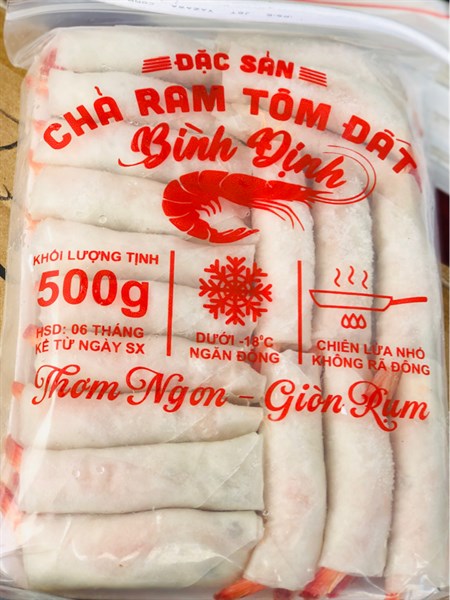 ĐẶC SẢN
CHẢ RAM TÔM ĐẤT
Bình Định
KHỐI LƯỢNG TỊNH
500g
HSD: 06 THÁNG
KỂ TỪ NGÀY SX
DƯỚI -18°C
NGĂN ĐÔNG
CHIÊN LỬA NHỎ
KHÔNG RÃ ĐÔNG
Thơm Ngon - Giòn Rụm